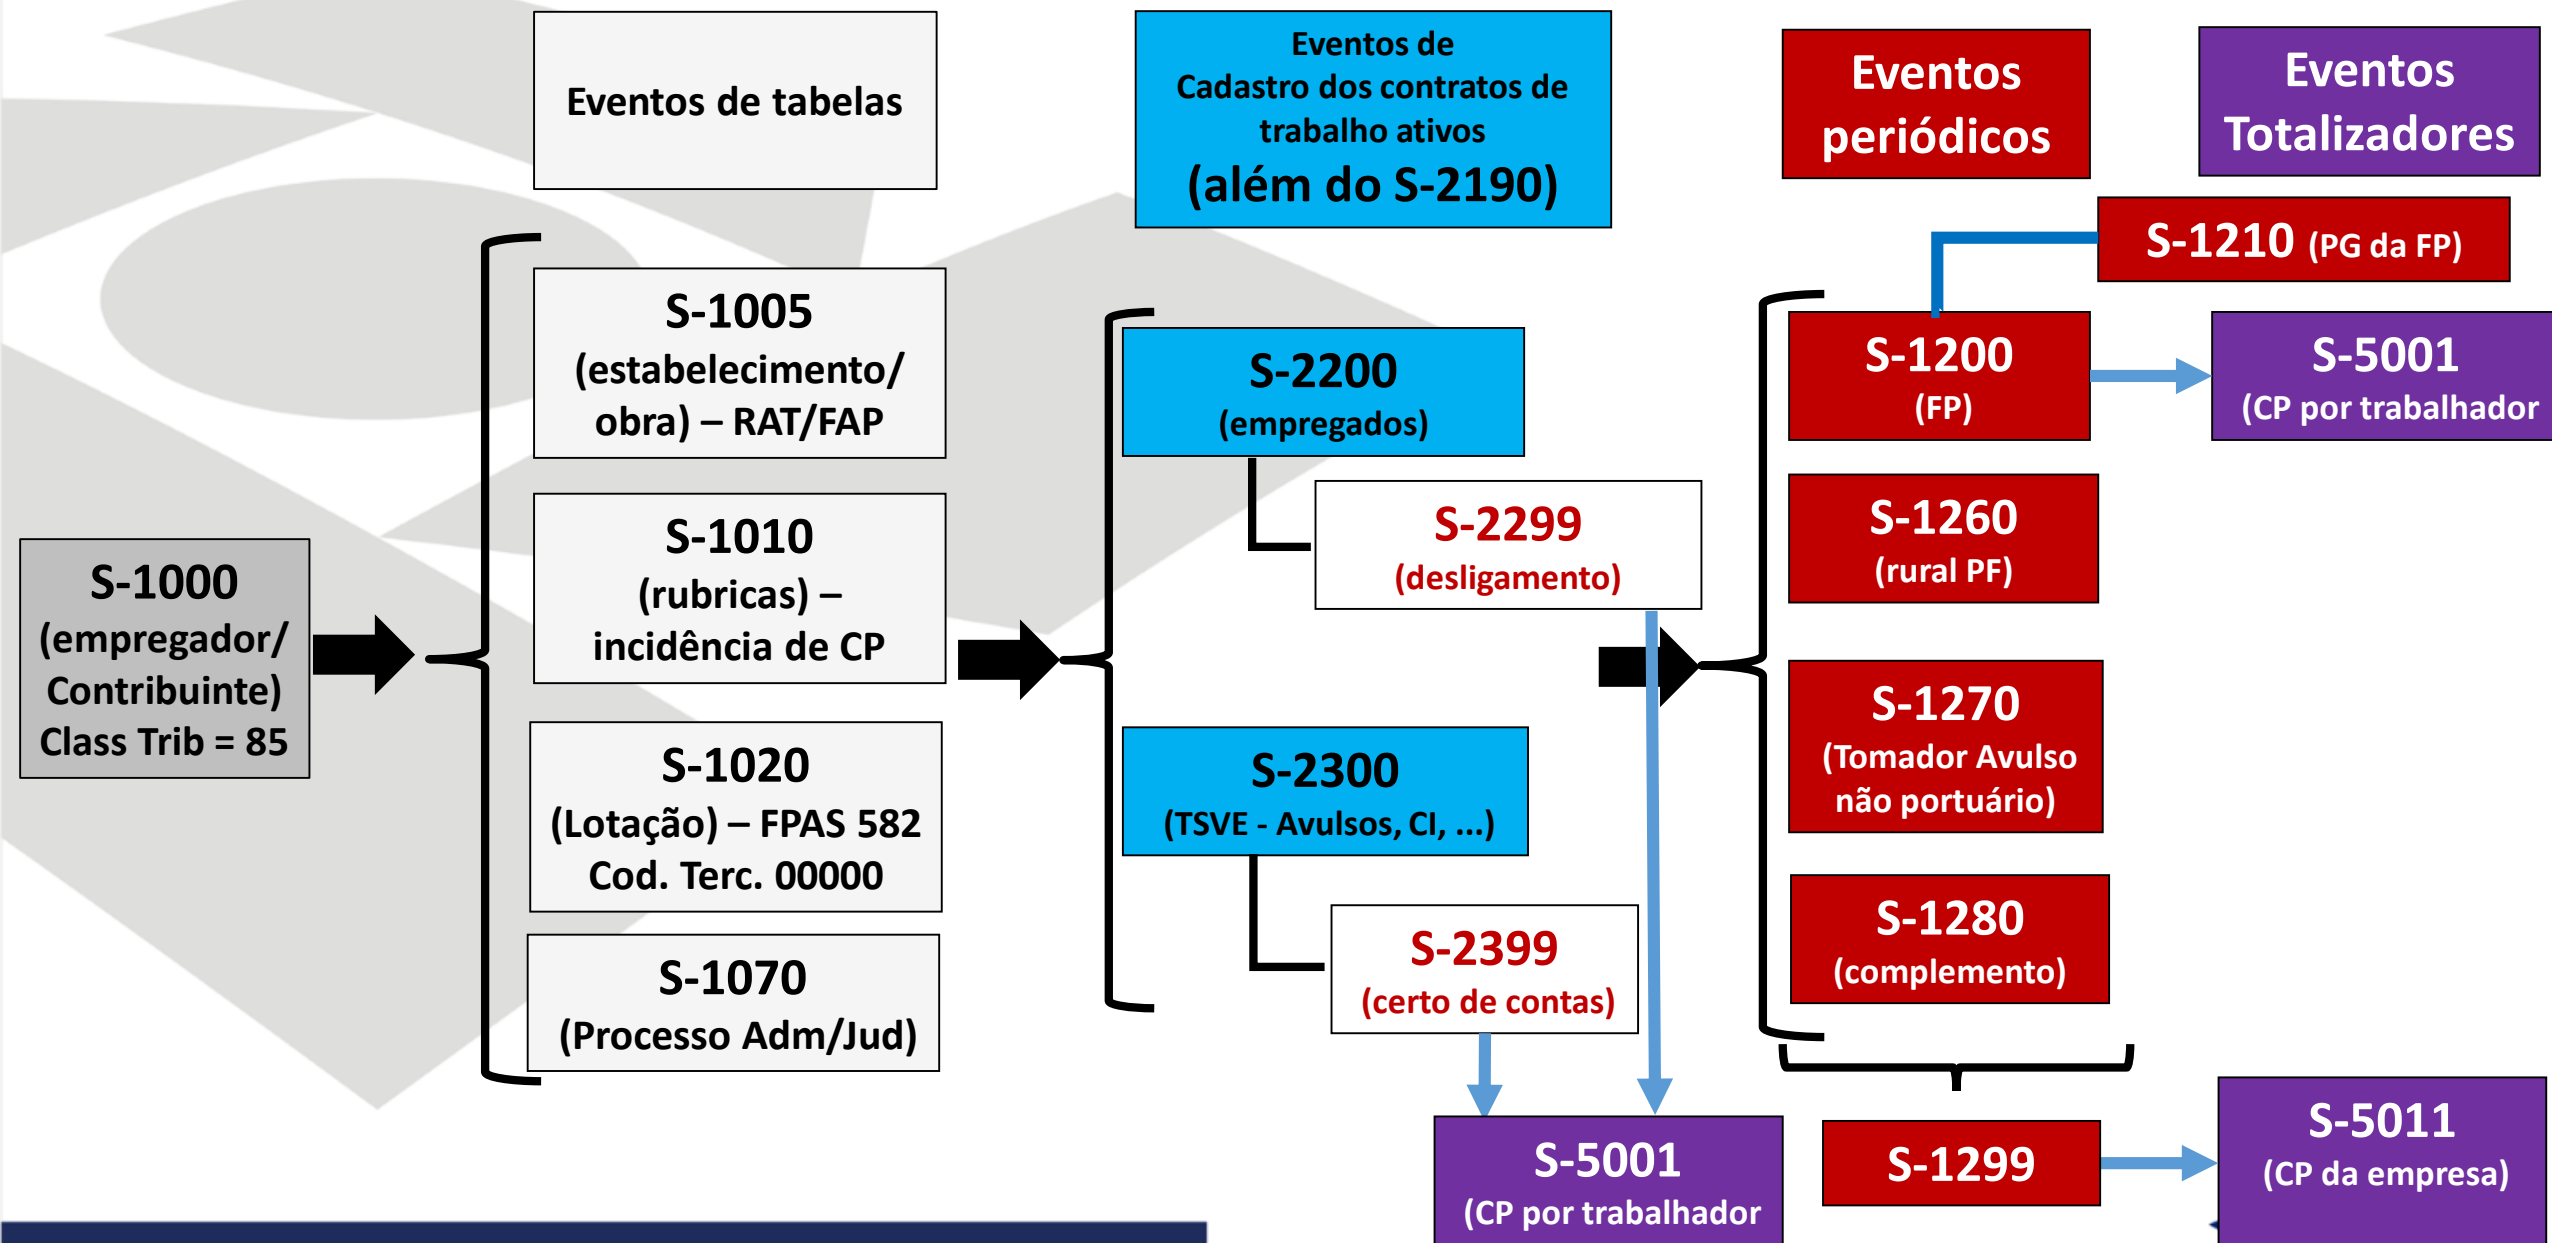 Eventos de tabelas
Eventos de
Cadastro dos contratos de
trabalho ativos
(além do S-2190)
Eventos
periódicos
Eventos
Totalizadores
S-1000
(empregador/
Contribuinte)
Class Trib = 85
S-1005
(estabelecimento/
obra) – RAT/FAP
S-1010
(rubricas) –
incidência de CP
S-1020
(Lotação) – FPAS 582
Cod. Terc. 00000
S-1070
(Processo Adm/Jud)
S-2200
(empregados)
S-2299
(desligamento)
S-2300
(TSVE - Avulsos, CI, ...)
S-2399
(certo de contas)
S-5001
(CP por trabalhador
S-1210 (PG da FP)
S-1200
(FP)
S-5001
(CP por trabalhador
S-1260
(rural PF)
S-1270
(Tomador Avulso
não portuário)
S-1280
(complemento)
S-1299
S-5011
(CP da empresa)